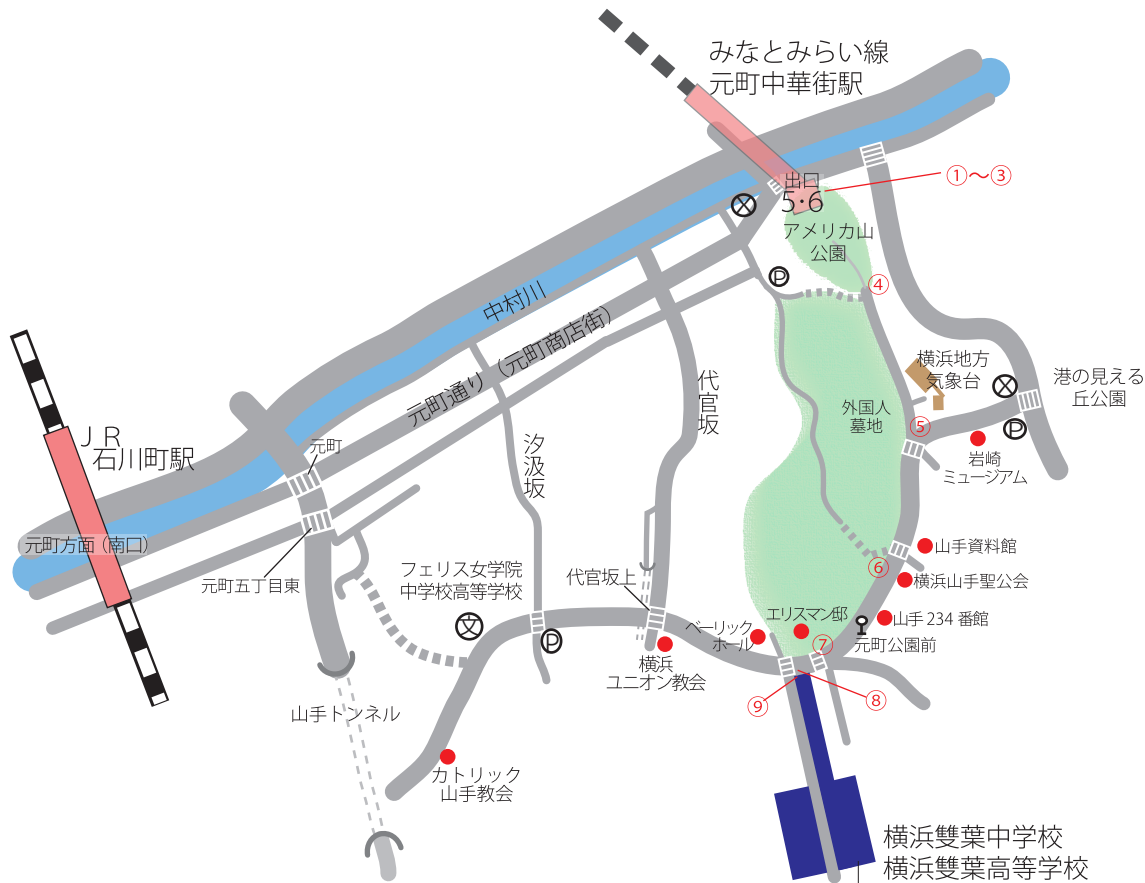 みなとみらい線
元町中華街駅
出口
5・6
①〜③
アメリカ山
公園
Ⓟ
④
中村川
元町通り（元町商店街）
代官坂
汐汲坂
横浜地方
気象台
港の見える
丘公園
Ⓟ
外国人
墓地
⑤
岩崎
ミュージアム
ＪＲ
石川町駅
元町
元町方面（南口）
元町五丁目東
山手資料館
⑥
横浜山手聖公会
フェリス女学院
中学校高等学校
文
Ⓟ
代官坂上
ベーリック
ホール
エリスマン邸
山手 234 番館
元町公園前
⑦
横浜
ユニオン教会
⑨
⑧
山手トンネル
カトリック
山手教会
横浜雙葉中学校
横浜雙葉高等学校